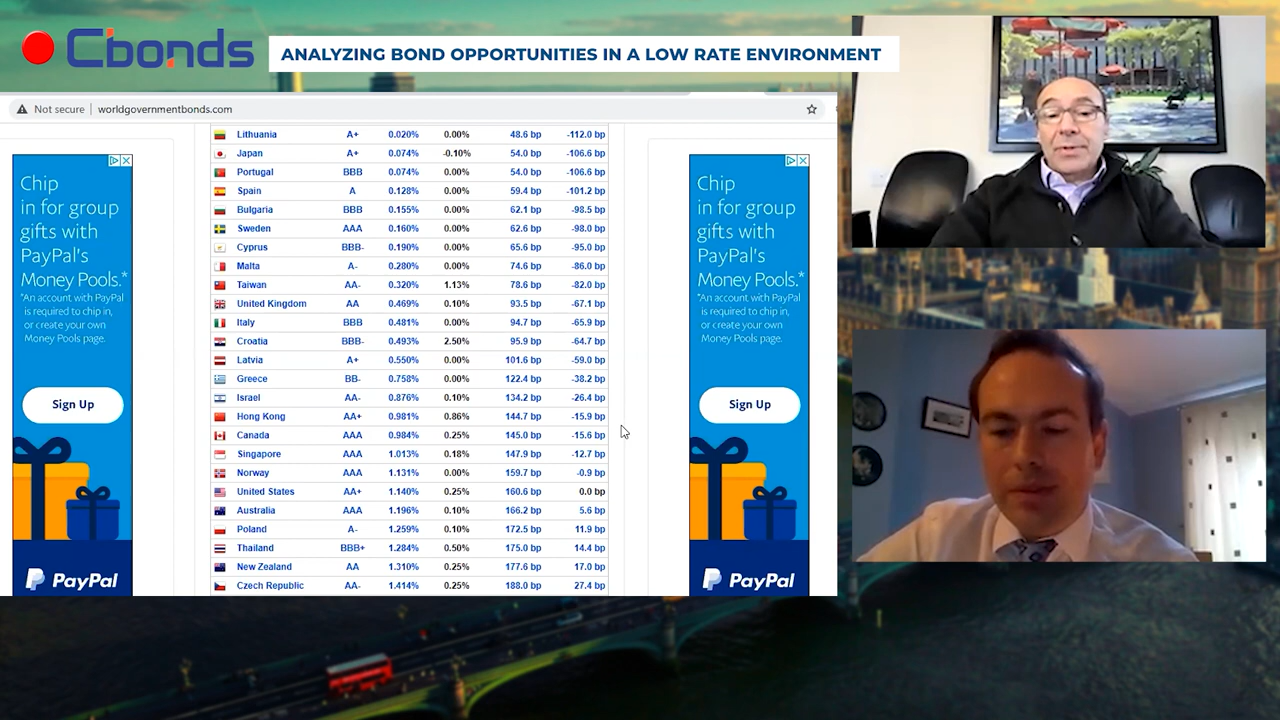 Cbonds
ANALYZING BOND OPPORTUNITIES IN A LOW RATE ENVIRONMENT
Not secure | worldgovernmentbonds.com
Chip
in for group
gifts with
PayPal's
Money Pools.*
*An account with PayPal
is required to chip in,
or create your own
Money Pools page.
Sign Up
PayPal
Lithuania A+ 0.020% 0.00% 48.6 bp -112.0 bp
Japan A+ 0.074% -0.10% 54.0 bp -106.6 bp
Portugal BBB 0.074% 0.00% 54.0 bp -106.6 bp
Spain A 0.128% 0.00% 59.4 bp -101.2 bp
Bulgaria BBB 0.155% 0.00% 62.1 bp -98.5 bp
Sweden AAA 0.160% 0.00% 62.6 bp -98.0 bp
Cyprus BBB- 0.190% 0.00% 65.6 bp -95.0 bp
Malta A- 0.280% 0.00% 74.6 bp -86.0 bp
Taiwan AA- 0.320% 1.13% 78.6 bp -82.0 bp
United Kingdom AA 0.469% 0.10% 93.5 bp -67.1 bp
Italy BBB 0.481% 0.00% 94.7 bp -65.9 bp
Croatia BBB- 0.493% 2.50% 95.9 bp -64.7 bp
Latvia A+ 0.550% 0.00% 101.6 bp -59.0 bp
Greece BB- 0.758% 0.00% 122.4 bp -38.2 bp
Israel AA- 0.876% 0.10% 134.2 bp -26.4 bp
Hong Kong AA+ 0.981% 0.86% 144.7 bp -15.9 bp
Canada AAA 0.984% 0.25% 145.0 bp -15.6 bp
Singapore AAA 1.013% 0.18% 147.9 bp -12.7 bp
Norway AAA 1.131% 0.00% 159.7 bp -0.9 bp
United States AA+ 1.140% 0.25% 160.6 bp 0.0 bp
Australia AAA 1.196% 0.10% 166.2 bp 5.6 bp
Poland A- 1.259% 0.10% 172.5 bp 11.9 bp
Thailand BBB+ 1.284% 0.50% 175.0 bp 14.4 bp
New Zealand AA 1.310% 0.25% 177.6 bp 17.0 bp
Czech Republic AA- 1.414% 0.25% 188.0 bp 27.4 bp
Chip
in for group
gifts with
PayPal's
Money Pools.*
*An account with PayPal
is required to chip in,
or create your own
Money Pools page.
Sign Up
PayPal